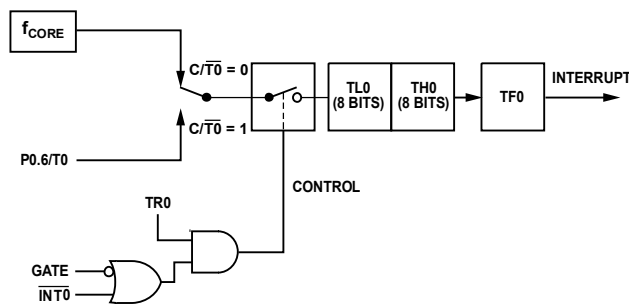 fCORE
C/T0̅ = 0
TL0
(8 BITS)
TH0
(8 BITS)
TF0
INTERRUPT
C/T0̅ = 1
P0.6/T0
CONTROL
TR0
GATE
I̅N̅T̅0̅